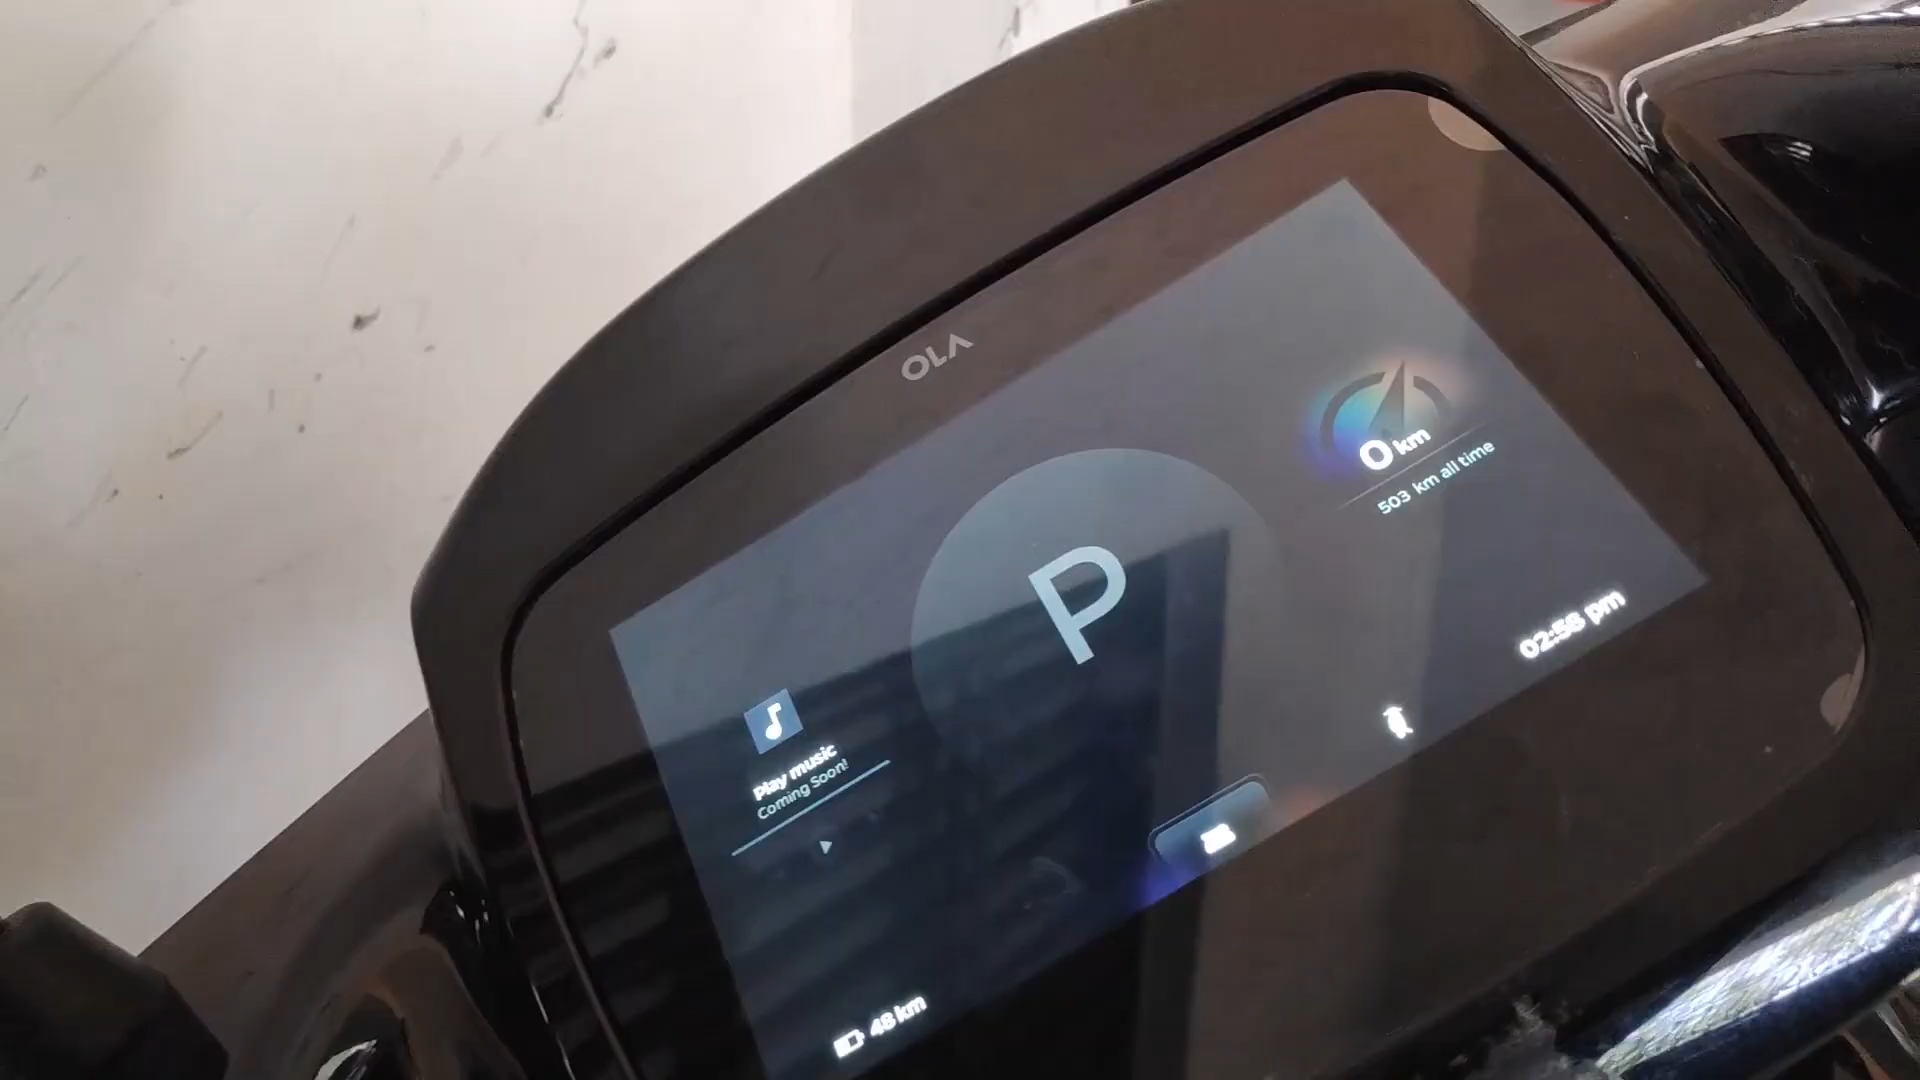 OLA
0 km
503 km all time
P
Play music
Coming Soon!
02:58 pm
48 km